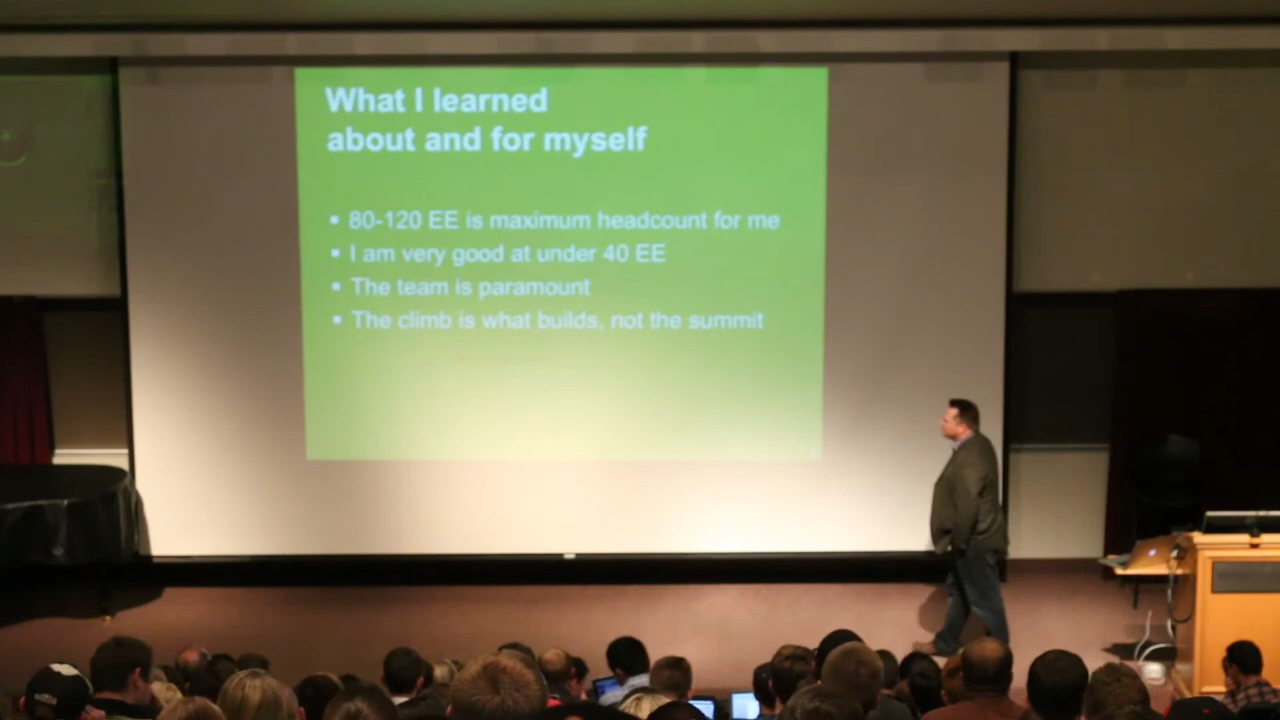 What I learned
about and for myself
▪ 80-120 EE is maximum headcount for me
▪ I am very good at under 40 EE
▪ The team is paramount
▪ The climb is what builds, not the summit